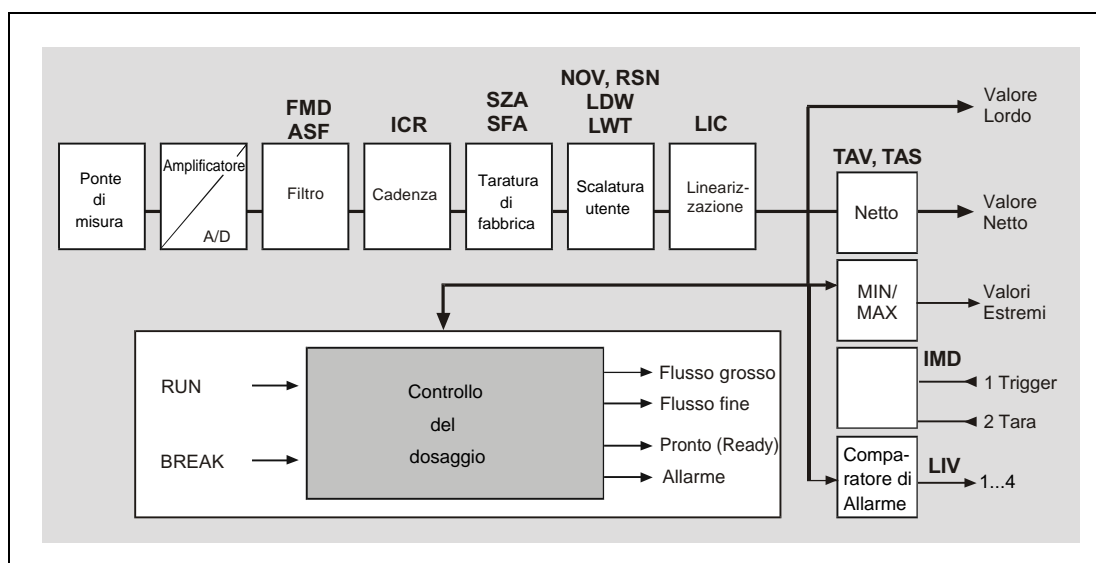 NOV, RSN
LDW
LWT
FMD
ASF
ICR
SZA
SFA
LIC
Valore
Lordo
Ponte
di
misura
Amplificatore
A/D
Filtro
Cadenza
Taratura
di
fabbrica
Scalatura
utente
Lineariz-
zazione
TAV, TAS
Netto
Valore
Netto
MIN/
MAX
Valori
Estremi
IMD
1 Trigger
2 Tara
Compa-
ratore di
Allarme
LIV
1...4
RUN
BREAK
Controllo
del
dosaggio
Flusso grosso
Flusso fine
Pronto (Ready)
Allarme